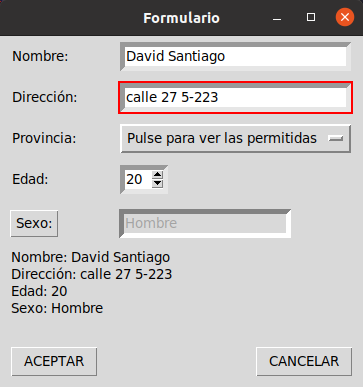 Formulario
Nombre: David Santiago
Dirección: calle 27 5-223
Provincia: Pulse para ver las permitidas
Edad: 20
Sexo: Hombre
Nombre: David Santiago
Dirección: calle 27 5-223
Edad: 20
Sexo: Hombre
ACEPTAR CANCELAR